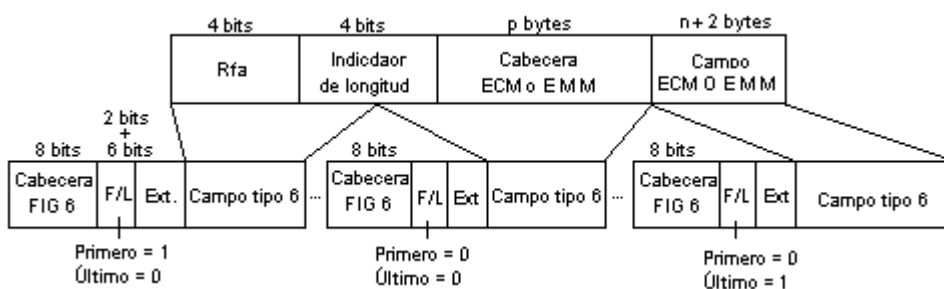 4 bits 4 bits p bytes n+ 2 bytes
Rfa Indicdaor de longitud Cabecera ECM o EMM Campo ECM O EMM
8 bits 2 bits + 6 bits 8 bits 8 bits
Cabecera FIG 6 F/L Ext. Campo tipo 6 ... Cabecera FIG 6 F/L Ext Campo tipo 6 ... Cabecera FIG 6 F/L Ext Campo tipo 6
Primero = 1 Primero = 0 Primero = 0
Último = 0 Último = 0 Último = 1